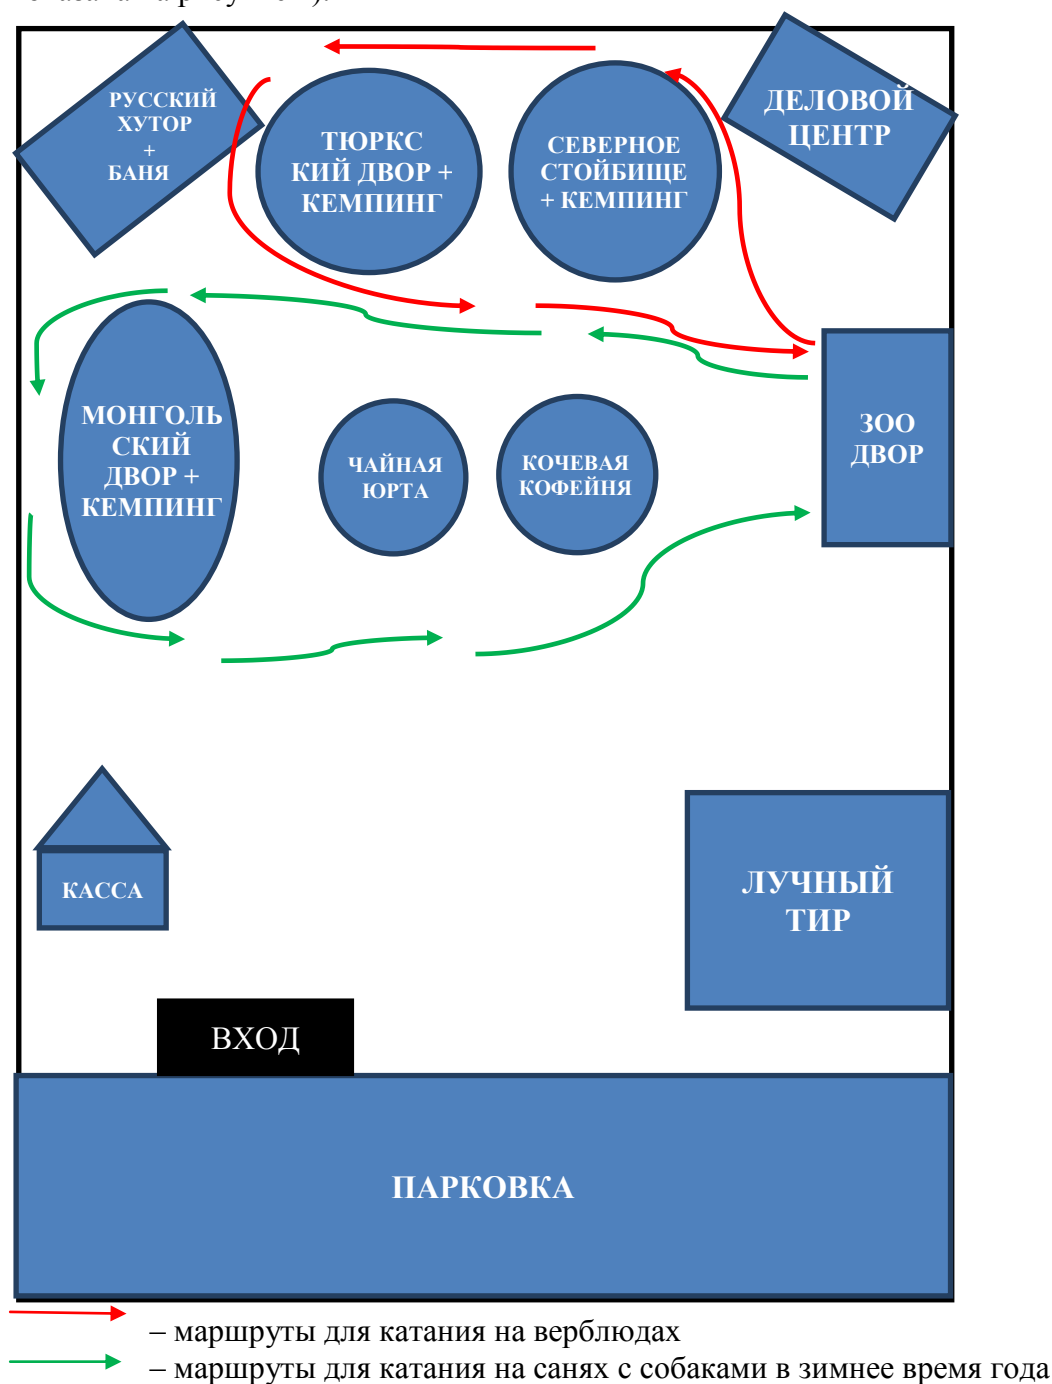 РУССКИЙ
ХУТОР
+
БАНЯ
ТЮРКС
КИЙ ДВОР +
КЕМПИНГ
СЕВЕРНОЕ
СТОЙБИЩЕ
+ КЕМПИНГ
ДЕЛОВОЙ
ЦЕНТР
МОНГОЛЬ
СКИЙ
ДВОР +
КЕМПИНГ
ЧАЙНАЯ
ЮРТА
КОЧЕВАЯ
КОФЕЙНЯ
ЗОО
ДВОР
КАССА
ЛУЧНЫЙ
ТИР
ВХОД
ПАРКОВКА
– маршруты для катания на верблюдах
– маршруты для катания на санях с собаками в зимнее время года